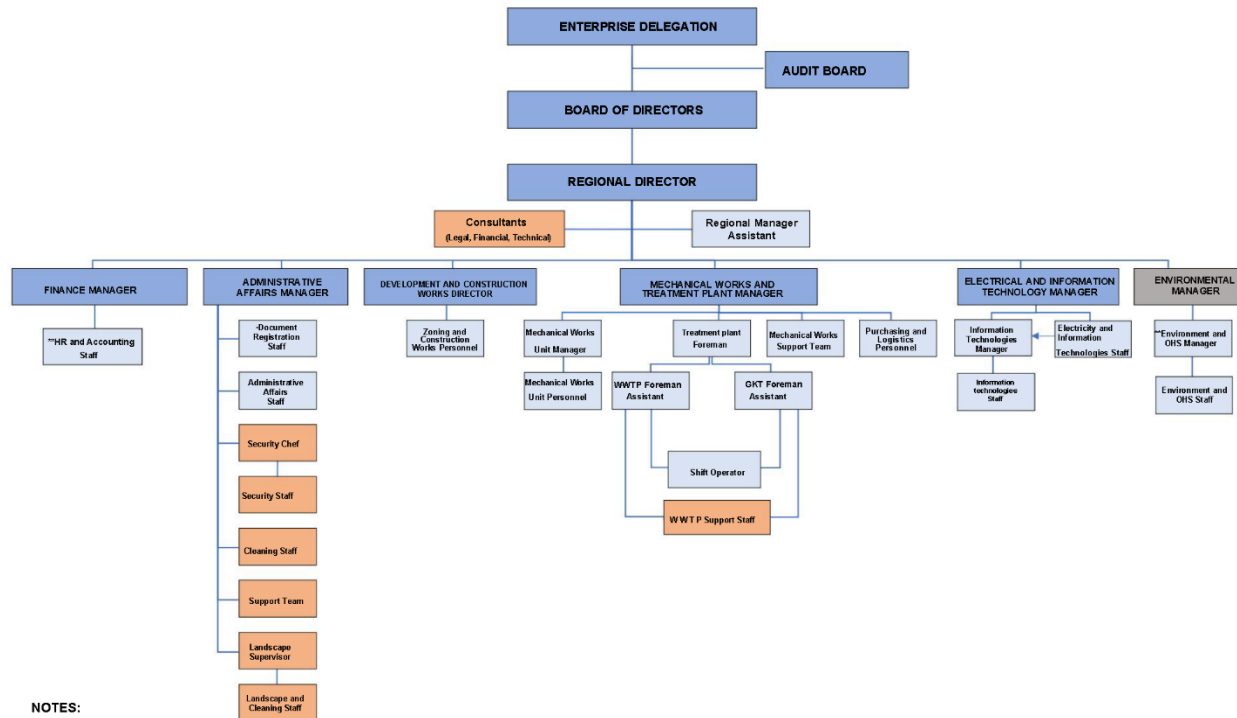 ENTERPRISE DELEGATION
AUDIT BOARD
BOARD OF DIRECTORS
REGIONAL DIRECTOR
Consultants
(Legal, Financial, Technical)
Regional Manager
Assistant
FINANCE MANAGER
ADMINISTRATIVE
AFFAIRS MANAGER
DEVELOPMENT AND CONSTRUCTION
WORKS DIRECTOR
MECHANICAL WORKS AND
TREATMENT PLANT MANAGER
ELECTRICAL AND INFORMATION
TECHNOLOGY MANAGER
ENVIRONMENTAL
MANAGER
**HR and Accounting
Staff
-Document
Registration
Staff
Administrative
Affairs
Staff
Security Chef
Security Staff
Cleaning Staff
Support Team
Landscape
Supervisor
Landscape and
Cleaning Staff
Zoning and
Construction
Works Personnel
Mechanical Works
Unit Manager
Mechanical Works
Unit Personnel
Treatment plant
Foreman
WWTP Foreman
Assistant
GKT Foreman
Assistant
Shift Operator
WWTP Support Staff
Mechanical Works
Support Team
Purchasing and
Logistics
Personnel
Information
Technologies
Manager
Information technologies
Staff
Electricity and
Information
Technologies Staff
**Environment and
OHS Manager
Environment and
OHS Staff
NOTES: